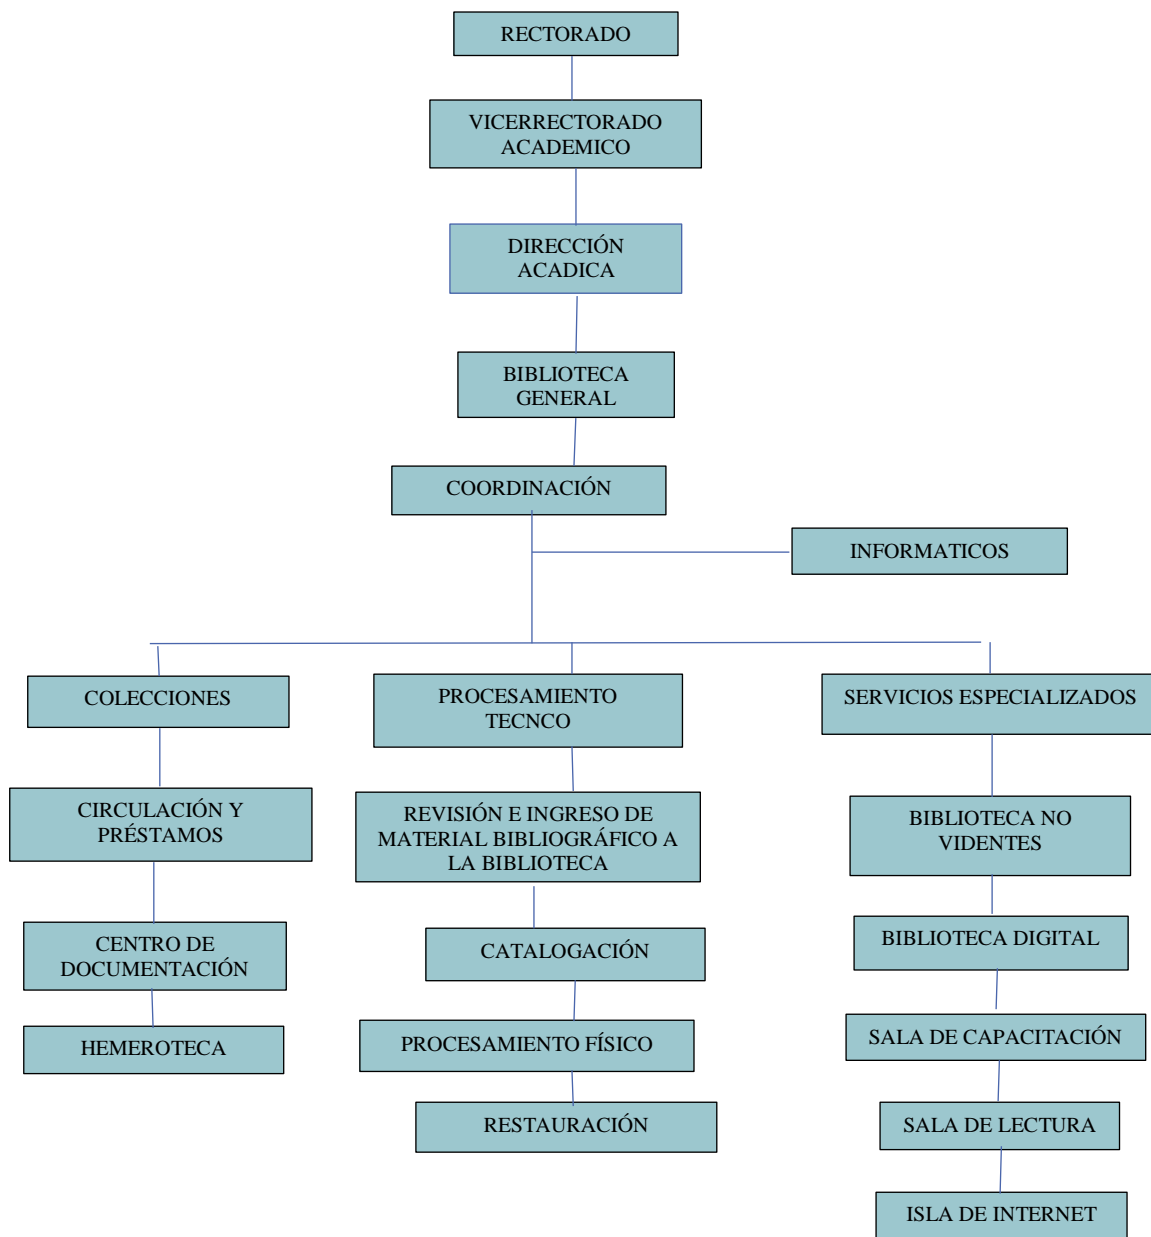 RECTORADO
VICERRECTORADO
ACADEMICO
DIRECCIÓN
ACADICA
BIBLIOTECA
GENERAL
COORDINACIÓN
INFORMATICOS
COLECCIONES
CIRCULACIÓN Y
PRÉSTAMOS
CENTRO DE
DOCUMENTACIÓN
HEMEROTECA
PROCESAMIENTO
TECNCO
REVISIÓN E INGRESO DE
MATERIAL BIBLIOGRÁFICO A
LA BIBLIOTECA
CATALOGACIÓN
PROCESAMIENTO FÍSICO
RESTAURACIÓN
SERVICIOS ESPECIALIZADOS
BIBLIOTECA NO
VIDENTES
BIBLIOTECA DIGITAL
SALA DE CAPACITACIÓN
SALA DE LECTURA
ISLA DE INTERNET